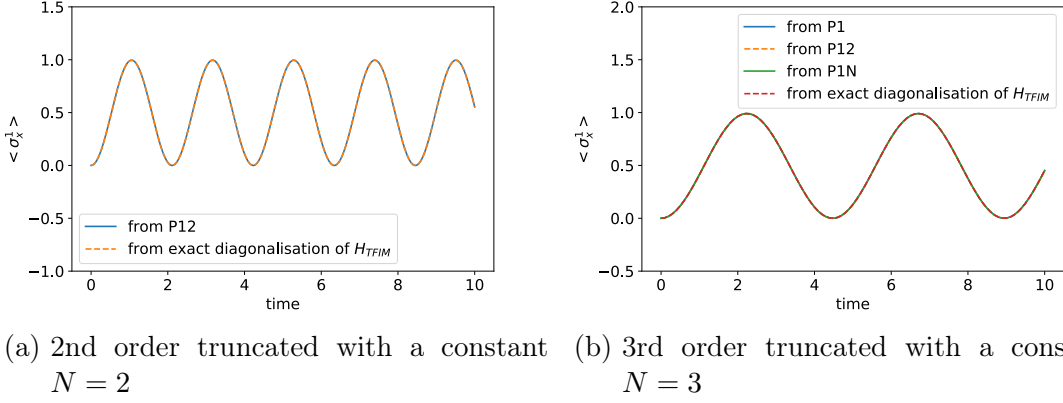 1.5
1.0
0.5
0.0
−0.5
−1.0
< σ_x^1 >
0 2 4 6 8 10
time
from P12
from exact diagonalisation of H_TFIM
(a) 2nd order truncated with a constant
N = 2
2.0
1.5
1.0
0.5
0.0
−0.5
< σ_x^1 >
0 2 4 6 8 10
time
from P1
from P12
from P1N
from exact diagonalisation of H_TFIM
(b) 3rd order truncated with a cons
N = 3